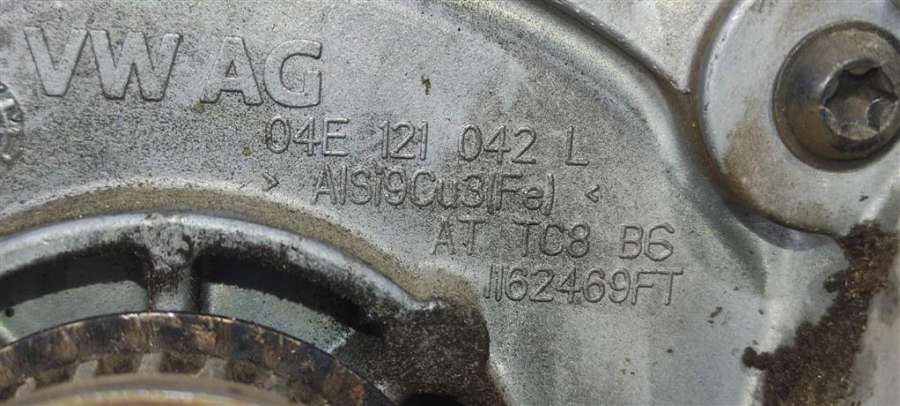 VW AG
04E 121 042 L
> AlSi9Cu3(Fe) <
AT TC8 B6
1162469FT